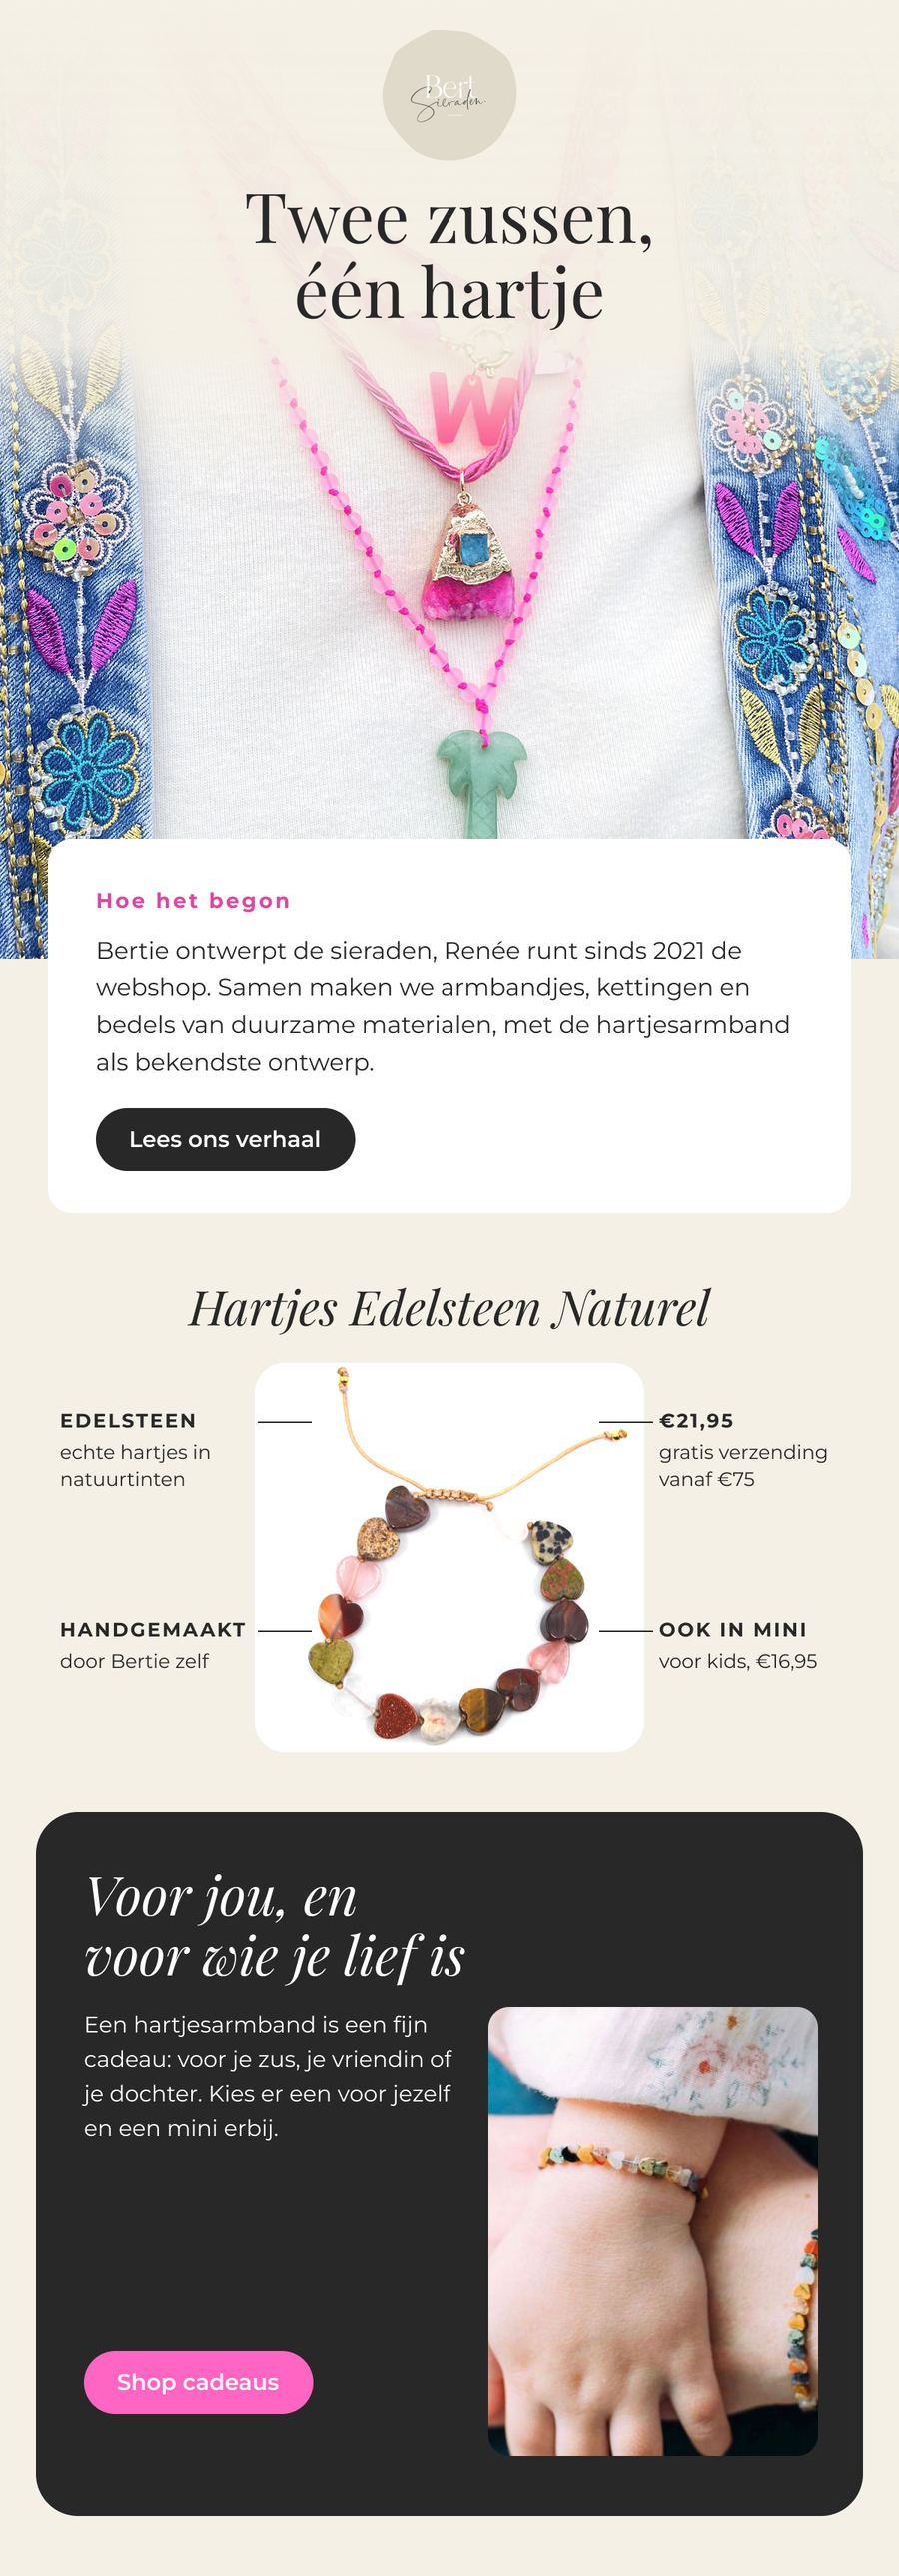 Bert
Sieraden
Twee zussen,
één hartje
W
Hoe het begon
Bertie ontwerpt de sieraden, Renée runt sinds 2021 de
webshop. Samen maken we armbandjes, kettingen en
bedels van duurzame materialen, met de hartjesarmband
als bekendste ontwerp.
Lees ons verhaal
Hartjes Edelsteen Naturel
EDELSTEEN
echte hartjes in
natuurtinten
€21,95
gratis verzending
vanaf €75
HANDGEMAAKT
door Bertie zelf
OOK IN MINI
voor kids, €16,95
Voor jou, en
voor wie je lief is
Een hartjesarmband is een fijn
cadeau: voor je zus, je vriendin of
je dochter. Kies er een voor jezelf
en een mini erbij.
Shop cadeaus